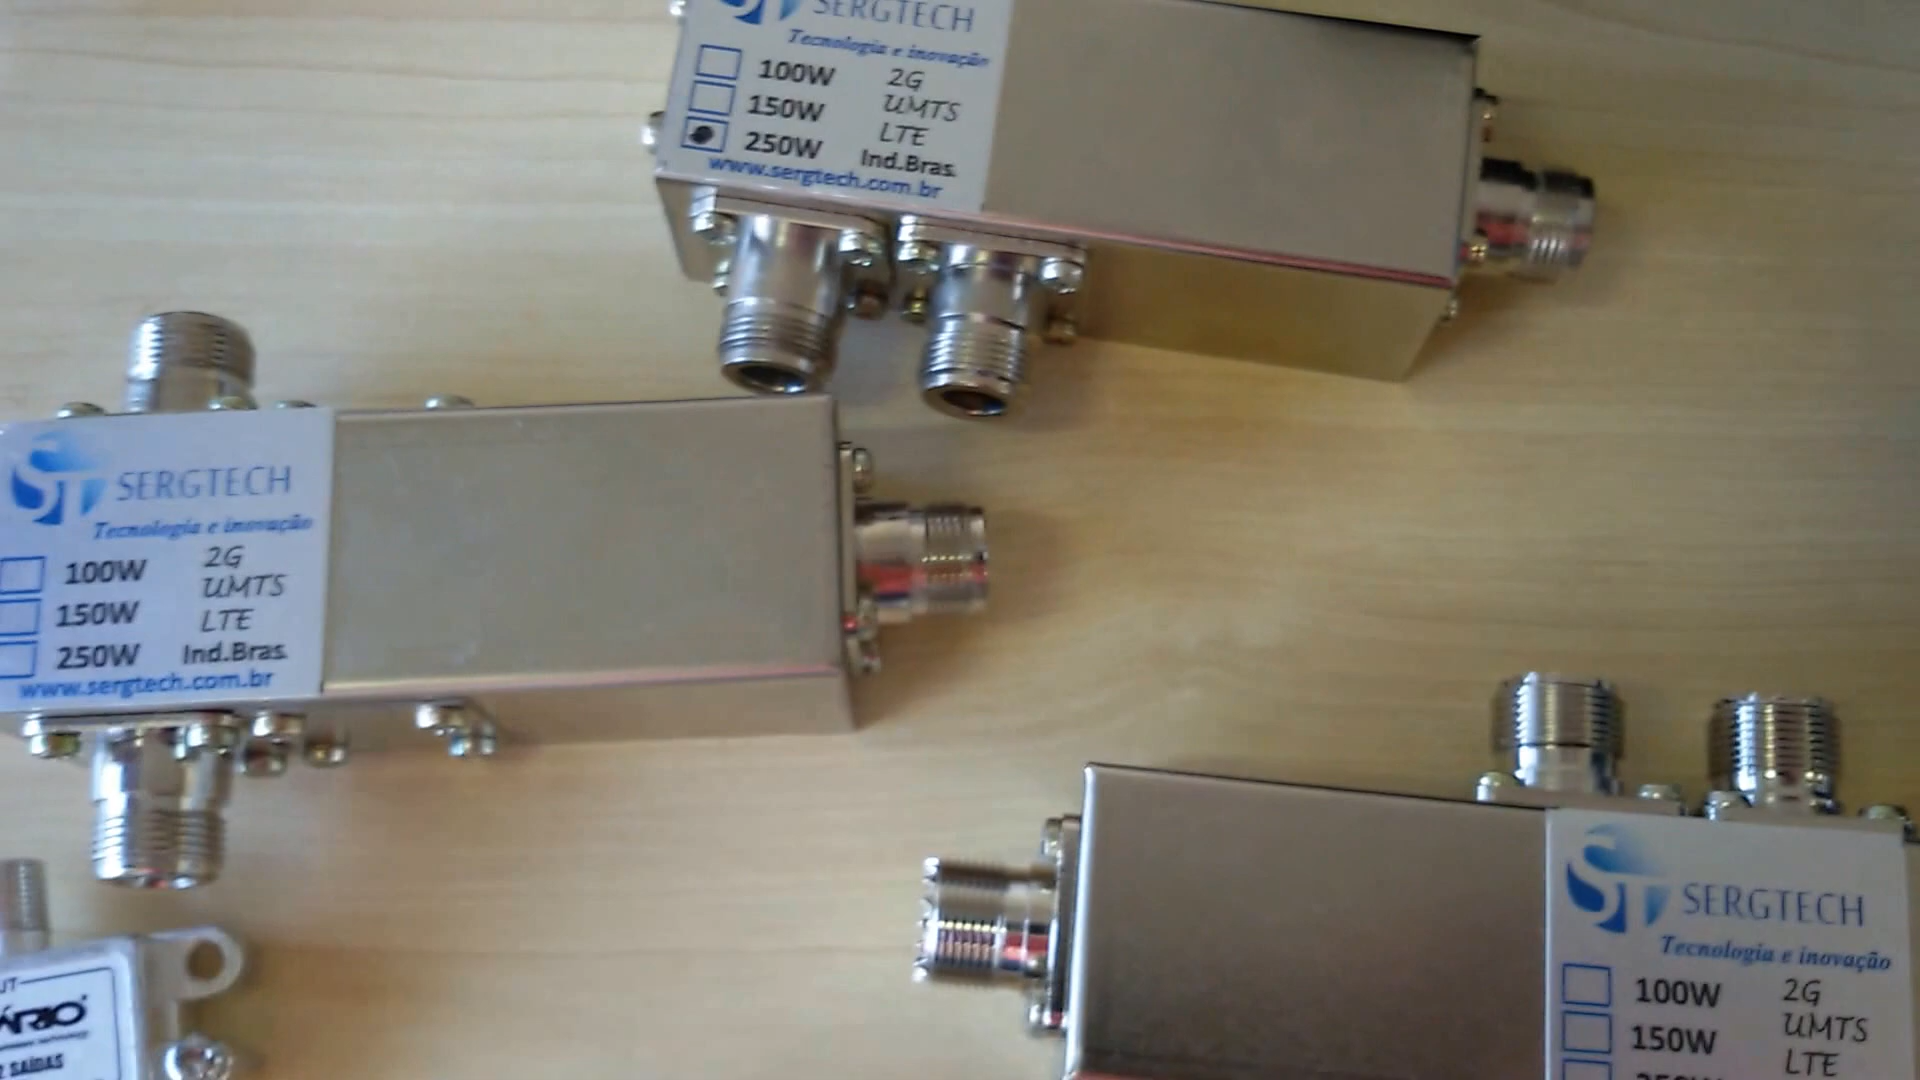 SERGTECH
Tecnologia e inovação
100W 2G
150W UMTS
250W LTE
Ind.Bras.
www.sergtech.com.br
ST SERGTECH
Tecnologia e inovação
100W 2G
150W UMTS
LTE
250W Ind.Bras.
www.sergtech.com.br
ST SERGTECH
Tecnologia e inovação
100W 2G
150W UMTS
LTE
SAÍDAS